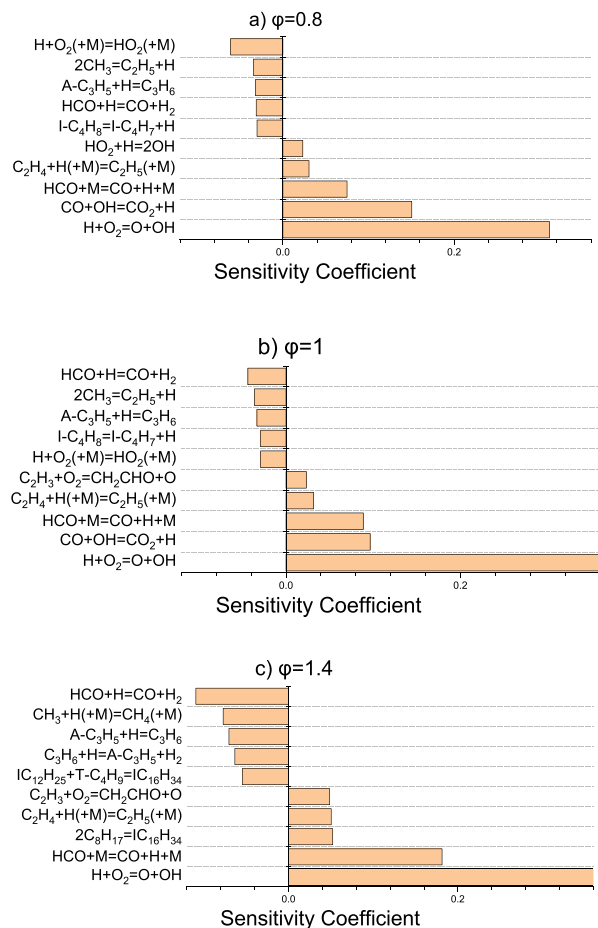 a) φ=0.8
H+O₂(+M)=HO₂(+M)
2CH₃=C₂H₅+H
A-C₃H₅+H=C₃H₆
HCO+H=CO+H₂
I-C₄H₈=I-C₄H₇+H
HO₂+H=2OH
C₂H₄+H(+M)=C₂H₅(+M)
HCO+M=CO+H+M
CO+OH=CO₂+H
H+O₂=O+OH
0.0 0.2
Sensitivity Coefficient
b) φ=1
HCO+H=CO+H₂
2CH₃=C₂H₅+H
A-C₃H₅+H=C₃H₆
I-C₄H₈=I-C₄H₇+H
H+O₂(+M)=HO₂(+M)
C₂H₃+O₂=CH₂CHO+O
C₂H₄+H(+M)=C₂H₅(+M)
HCO+M=CO+H+M
CO+OH=CO₂+H
H+O₂=O+OH
0.0 0.2
Sensitivity Coefficient
c) φ=1.4
HCO+H=CO+H₂
CH₃+H(+M)=CH₄(+M)
A-C₃H₅+H=C₃H₆
C₃H₆+H=A-C₃H₅+H₂
IC₁₂H₂₅+T-C₄H₉=IC₁₆H₃₄
C₂H₃+O₂=CH₂CHO+O
C₂H₄+H(+M)=C₂H₅(+M)
2C₈H₁₇=IC₁₆H₃₄
HCO+M=CO+H+M
H+O₂=O+OH
0.0 0.2
Sensitivity Coefficient